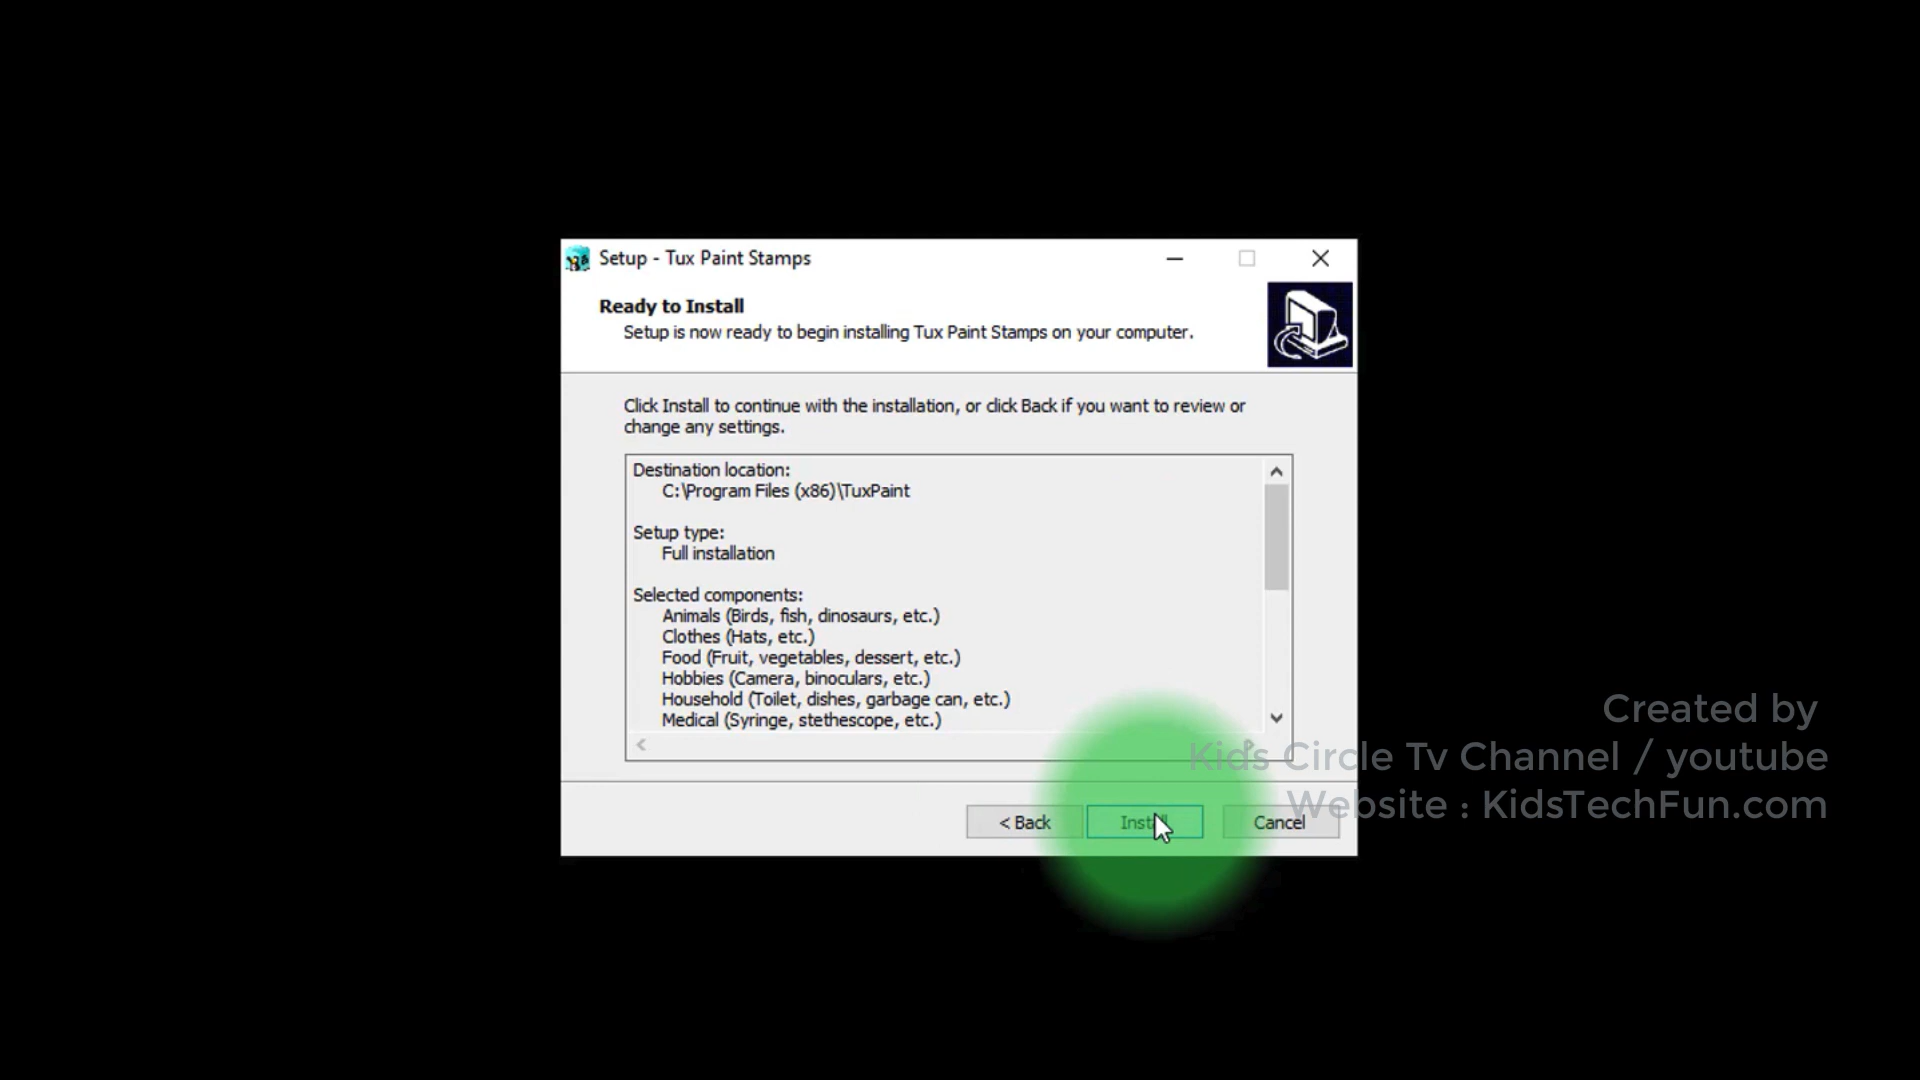 Setup - Tux Paint Stamps
Ready to Install
Setup is now ready to begin installing Tux Paint Stamps on your computer.
Click Install to continue with the installation, or click Back if you want to review or
change any settings.
Destination location:
C:\Program Files (x86)\TuxPaint
Setup type:
Full installation
Selected components:
Animals (Birds, fish, dinosaurs, etc.)
Clothes (Hats, etc.)
Food (Fruit, vegetables, dessert, etc.)
Hobbies (Camera, binoculars, etc.)
Household (Toilet, dishes, garbage can, etc.)
Medical (Syringe, stethescope, etc.)
Created by
Kids Circle Tv Channel / youtube
Website : KidsTechFun.com
< Back
Install
Cancel